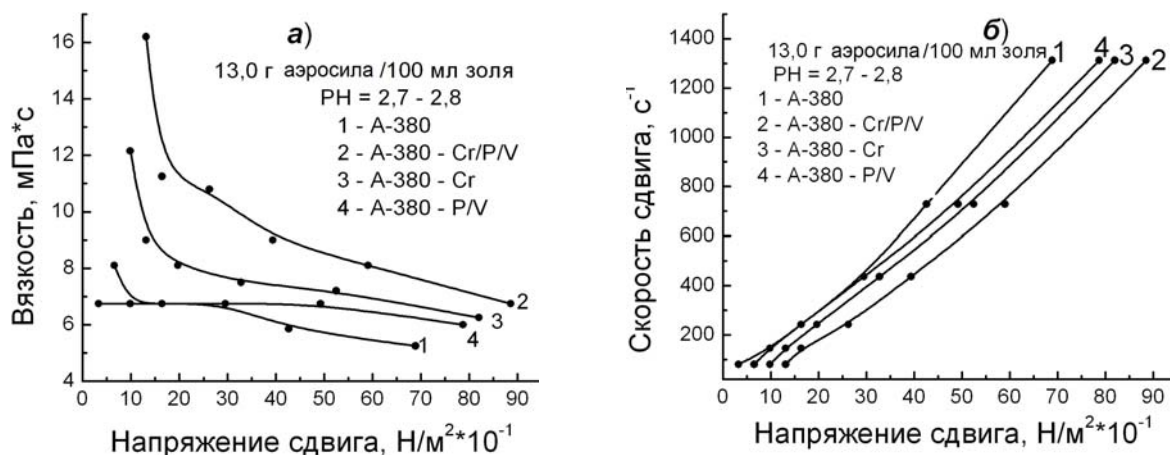 а)
13,0 г аэросила /100 мл золя
РН = 2,7 - 2,8
1 - А-380
2 - А-380 - Cr/P/V
3 - А-380 - Cr
4 - А-380 - P/V
Вязкость, мПа*с
16
14
12
10
8
6
4
2
3
4
1
0 10 20 30 40 50 60 70 80 90
Напряжение сдвига, Н/м²*10⁻¹
б)
13,0 г аэросила /100 мл золя
РН = 2,7 - 2,8
1 - А-380
2 - А-380 - Cr/P/V
3 - А-380 - Cr
4 - А-380 - P/V
Скорость сдвига, с⁻¹
1400
1200
1000
800
600
400
200
1 4 3 2
0 10 20 30 40 50 60 70 80 90
Напряжение сдвига, Н/м²*10⁻¹